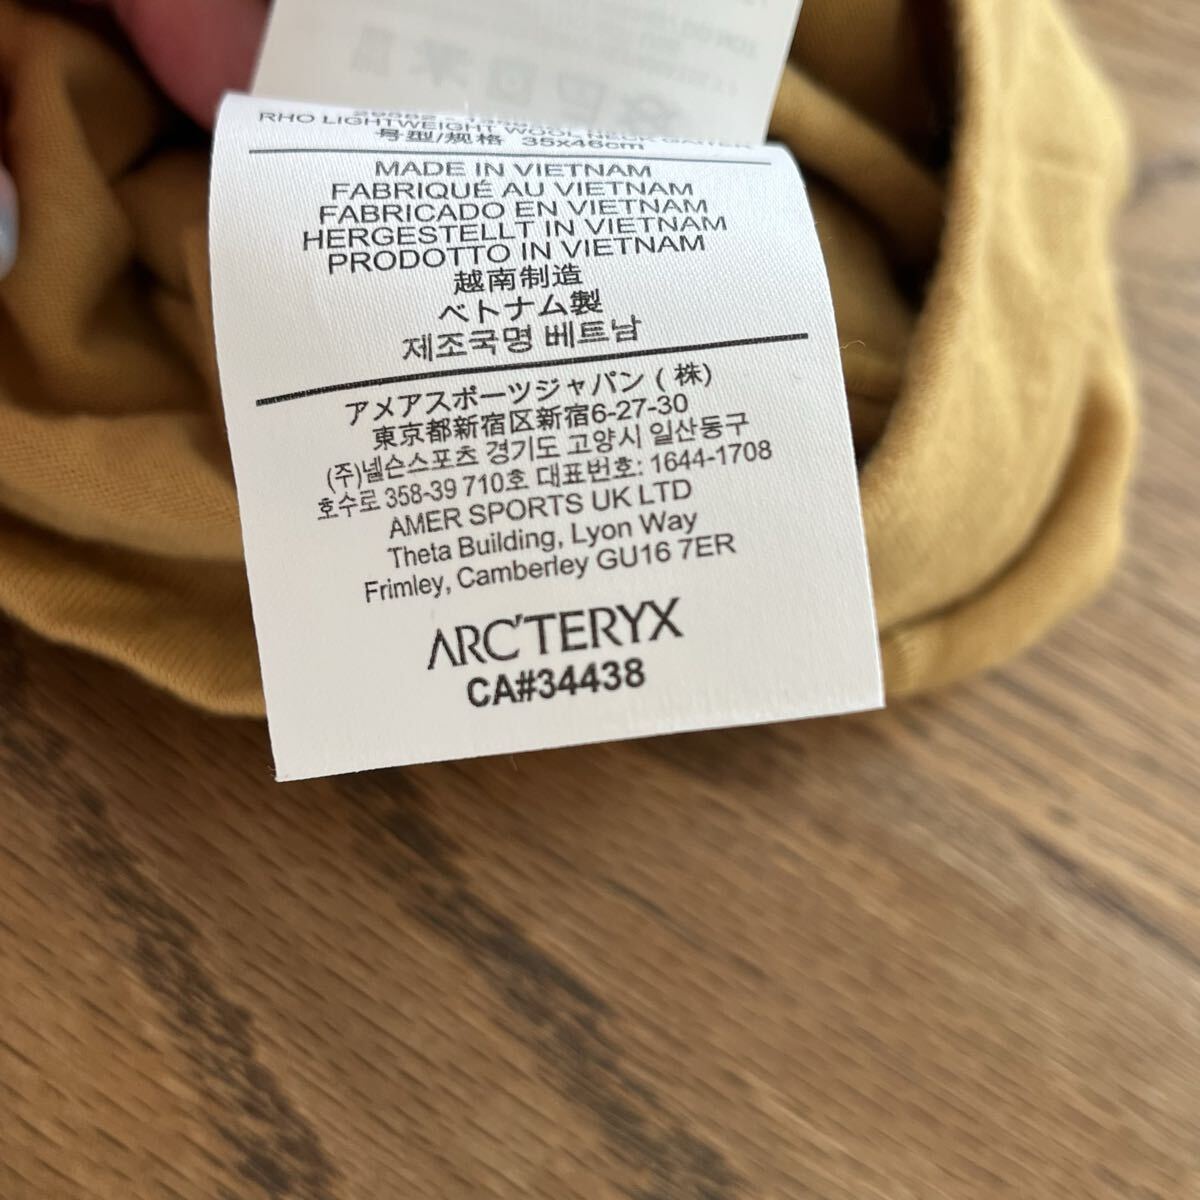 RHO LIGHTWEIGHT WOOL NECK GAITER
号型/规格 35x46cm
MADE IN VIETNAM
FABRIQUÉ AU VIETNAM
FABRICADO EN VIETNAM
HERGESTELLT IN VIETNAM
PRODOTTO IN VIETNAM
越南制造
ベトナム製
제조국명 베트남
アメアスポーツジャパン (株)
東京都新宿区新宿6-27-30
(주)넬슨스포츠 경기도 고양시 일산동구
호수로 358-39 710호 대표번호: 1644-1708
AMER SPORTS UK LTD
Theta Building, Lyon Way
Frimley, Camberley GU16 7ER
ARC'TERYX
CA#34438